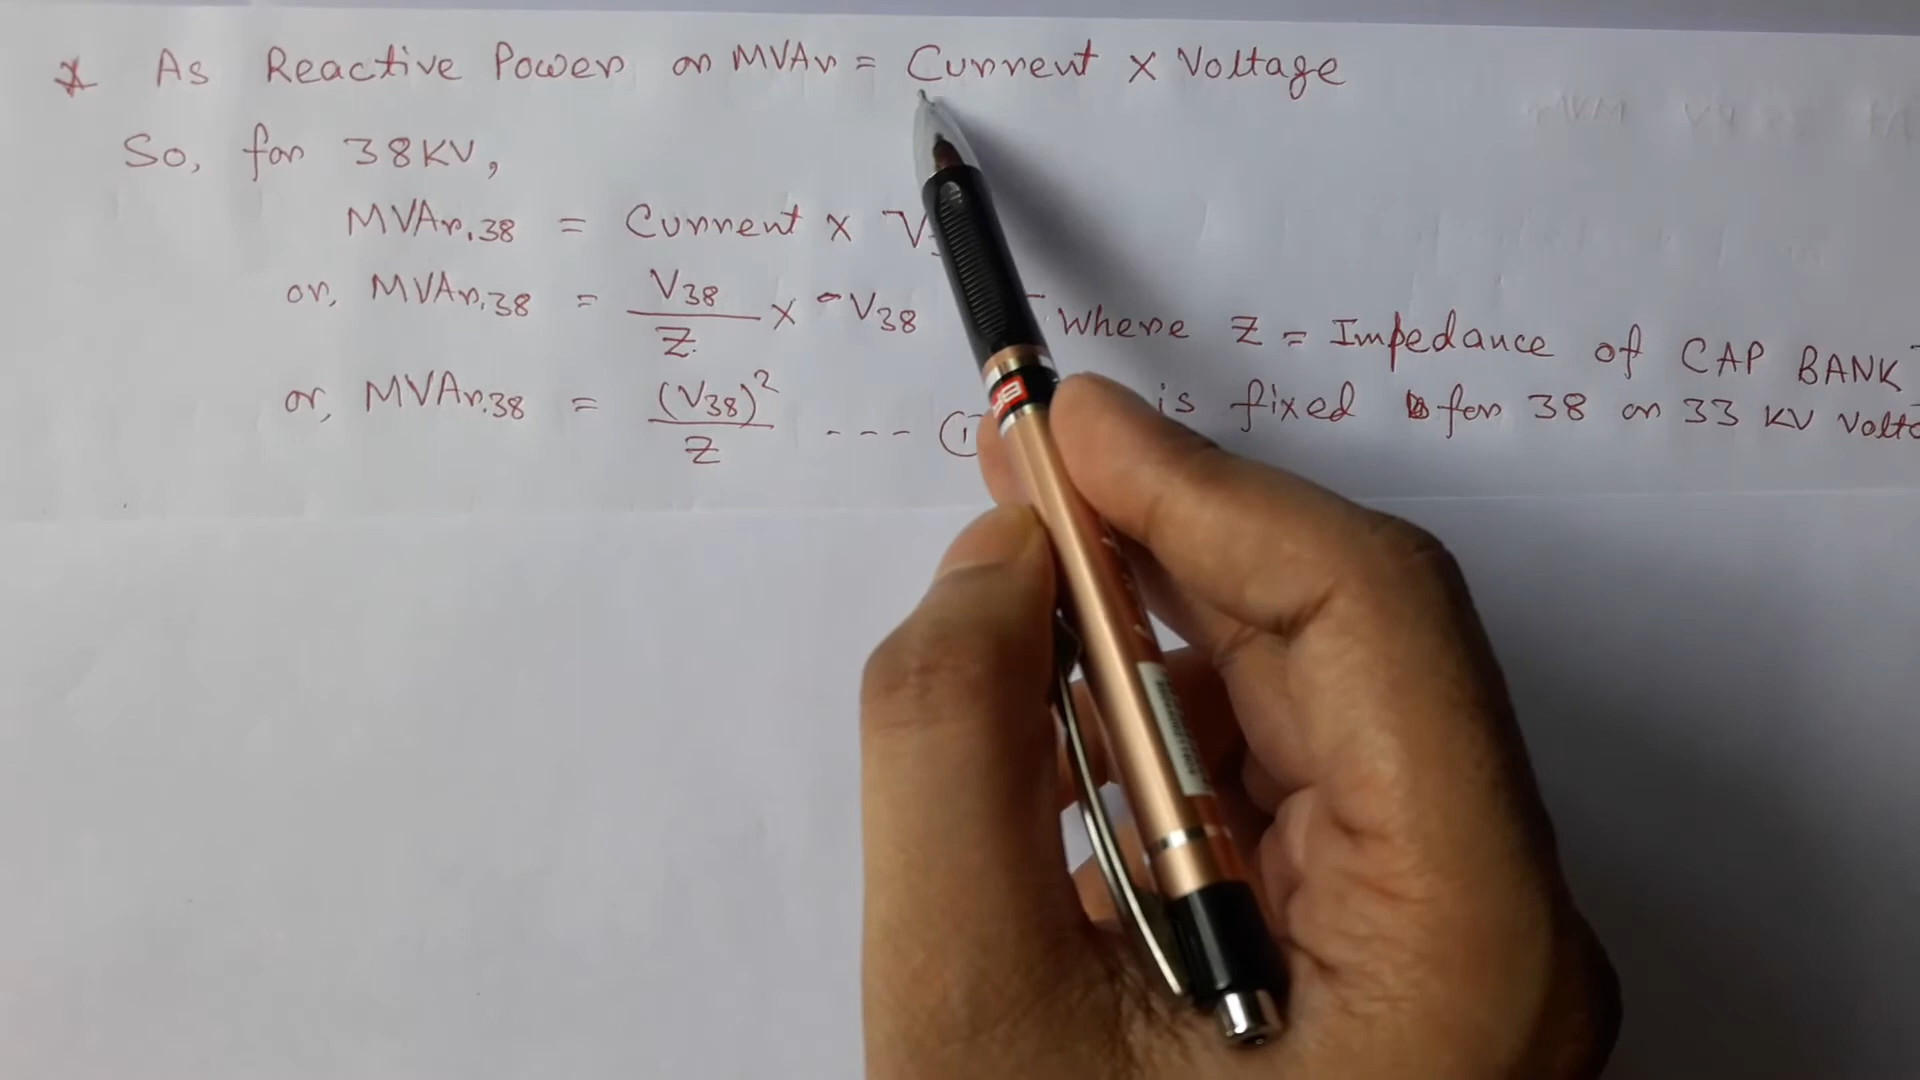 * As Reactive Power or MVAr = Current x Voltage
So, for 38KV,
MVAr.38 = Current x V
or, MVAr.38 = V38 / Z x V38 [Where Z = Impedance of CAP BANK
or, MVAr.38 = (V38)² / Z --- ① is fixed for 38 or 33 KV